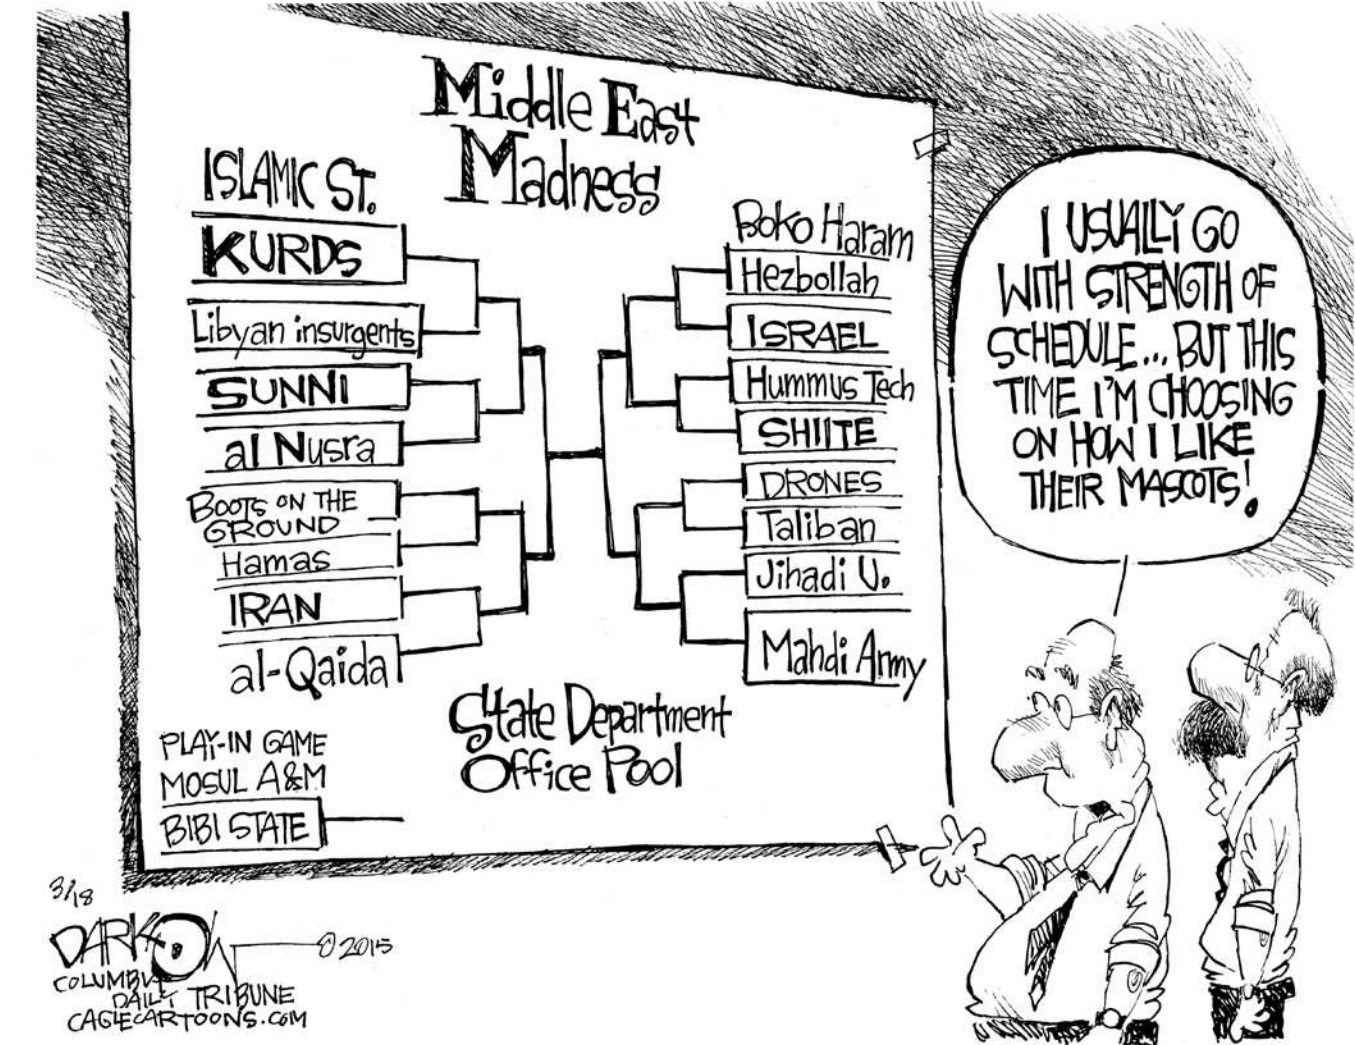 Middle East
Madness
ISLAMIC ST.
KURDS
Libyan insurgents
SUNNI
al Nusra
BOOTS ON THE
GROUND
Hamas
IRAN
al-Qaida
Boko Haram
Hezbollah
ISRAEL
Hummus Tech
SHIITE
DRONES
Taliban
Jihadi U.
Mahdi Army
State Department
Office Pool
PLAY-IN GAME
MOSUL A&M
BIBI STATE
I USUALLY GO
WITH STRENGTH OF
SCHEDULE... BUT THIS
TIME I'M CHOOSING
ON HOW I LIKE
THEIR MASCOTS!
3/18
DARKOW
© 2015
COLUMBIA
DAILY TRIBUNE
CAGLECARTOONS.COM